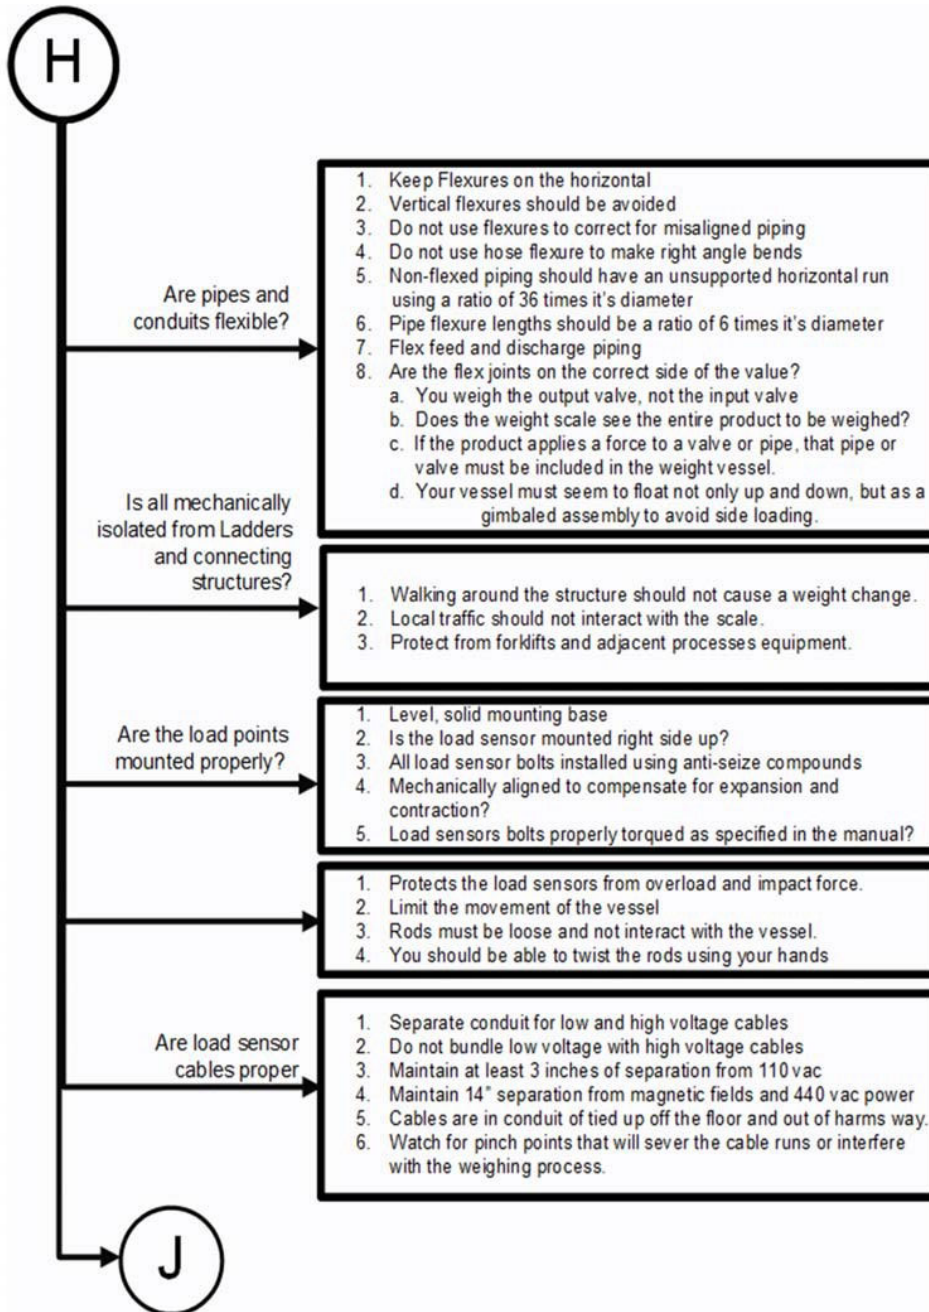 H
Are pipes and
conduits flexible?
1. Keep Flexures on the horizontal
2. Vertical flexures should be avoided
3. Do not use flexures to correct for misaligned piping
4. Do not use hose flexure to make right angle bends
5. Non-flexed piping should have an unsupported horizontal run
using a ratio of 36 times it's diameter
6. Pipe flexure lengths should be a ratio of 6 times it's diameter
7. Flex feed and discharge piping
8. Are the flex joints on the correct side of the value?
a. You weigh the output valve, not the input valve
b. Does the weight scale see the entire product to be weighed?
c. If the product applies a force to a valve or pipe, that pipe or
valve must be included in the weight vessel.
d. Your vessel must seem to float not only up and down, but as a
gimbaled assembly to avoid side loading.
Is all mechanically
isolated from Ladders
and connecting
structures?
1. Walking around the structure should not cause a weight change.
2. Local traffic should not interact with the scale.
3. Protect from forklifts and adjacent processes equipment.
Are the load points
mounted properly?
1. Level, solid mounting base
2. Is the load sensor mounted right side up?
3. All load sensor bolts installed using anti-seize compounds
4. Mechanically aligned to compensate for expansion and
contraction?
5. Load sensors bolts properly torqued as specified in the manual?
1. Protects the load sensors from overload and impact force.
2. Limit the movement of the vessel
3. Rods must be loose and not interact with the vessel.
4. You should be able to twist the rods using your hands
Are load sensor
cables proper
1. Separate conduit for low and high voltage cables
2. Do not bundle low voltage with high voltage cables
3. Maintain at least 3 inches of separation from 110 vac
4. Maintain 14" separation from magnetic fields and 440 vac power
5. Cables are in conduit of tied up off the floor and out of harms way.
6. Watch for pinch points that will sever the cable runs or interfere
with the weighing process.
J